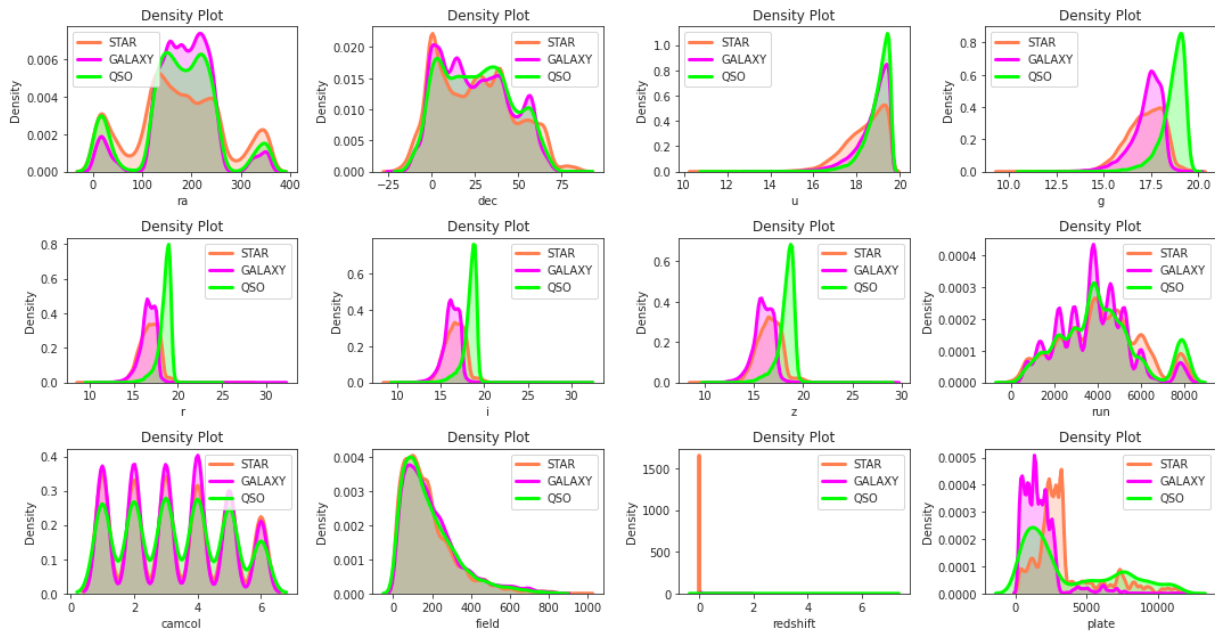 Density Plot
Density
0.006
0.004
0.002
0.000
STAR
GALAXY
QSO
0 100 200 300 400
ra
Density Plot
Density
0.020
0.015
0.010
0.005
0.000
STAR
GALAXY
QSO
−25 0 25 50 75
dec
Density Plot
Density
1.0
0.8
0.6
0.4
0.2
0.0
STAR
GALAXY
QSO
10 12 14 16 18 20
u
Density Plot
Density
0.8
0.6
0.4
0.2
0.0
STAR
GALAXY
QSO
10.0 12.5 15.0 17.5 20.0
g
Density Plot
Density
0.8
0.6
0.4
0.2
0.0
STAR
GALAXY
QSO
10 15 20 25 30
r
Density Plot
Density
0.6
0.4
0.2
0.0
STAR
GALAXY
QSO
10 15 20 25 30
i
Density Plot
Density
0.6
0.4
0.2
0.0
STAR
GALAXY
QSO
10 15 20 25 30
z
Density Plot
Density
0.0004
0.0003
0.0002
0.0001
0.0000
STAR
GALAXY
QSO
0 2000 4000 6000 8000
run
Density Plot
Density
0.4
0.3
0.2
0.1
0.0
STAR
GALAXY
QSO
0 2 4 6
camcol
Density Plot
Density
0.004
0.003
0.002
0.001
0.000
STAR
GALAXY
QSO
0 200 400 600 800 1000
field
Density Plot
Density
1500
1000
500
0
STAR
GALAXY
QSO
0 2 4 6
redshift
Density Plot
Density
0.0005
0.0004
0.0003
0.0002
0.0001
0.0000
STAR
GALAXY
QSO
0 5000 10000
plate